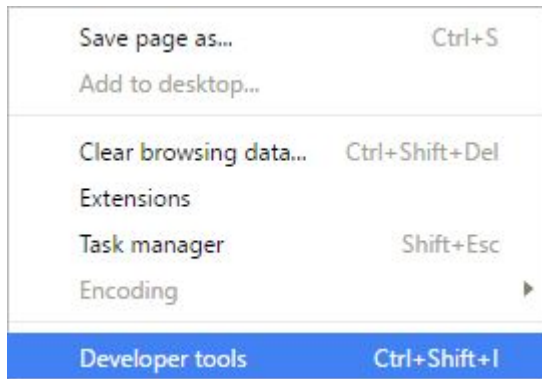 Save page as... Ctrl+S
Add to desktop...
Clear browsing data... Ctrl+Shift+Del
Extensions
Task manager Shift+Esc
Encoding
Developer tools Ctrl+Shift+I